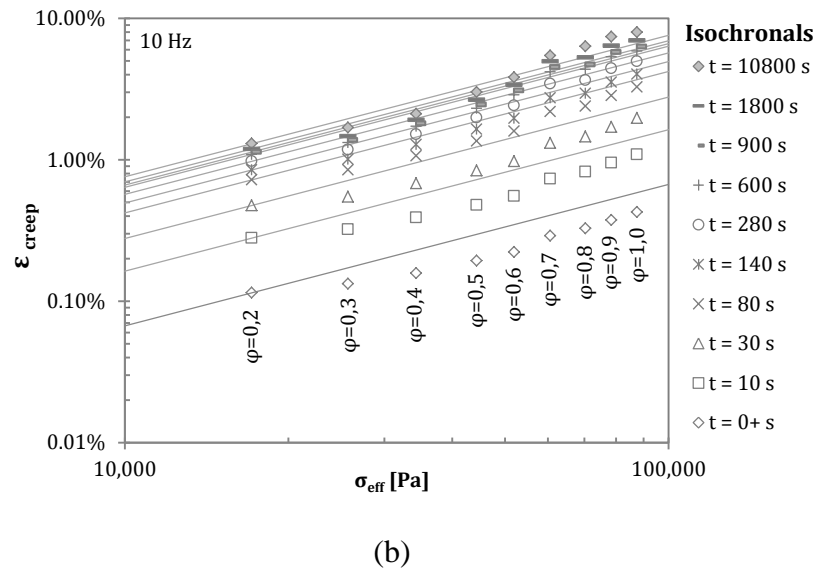 10.00%
1.00%
0.10%
0.01%
10 Hz
ε creep
10,000
100,000
σeff [Pa]
φ=0,2
φ=0,3
φ=0,4
φ=0,5
φ=0,6
φ=0,7
φ=0,8
φ=0,9
φ=1,0
Isochronals
t = 10800 s
t = 1800 s
t = 900 s
t = 600 s
t = 280 s
t = 140 s
t = 80 s
t = 30 s
t = 10 s
t = 0+ s
(b)